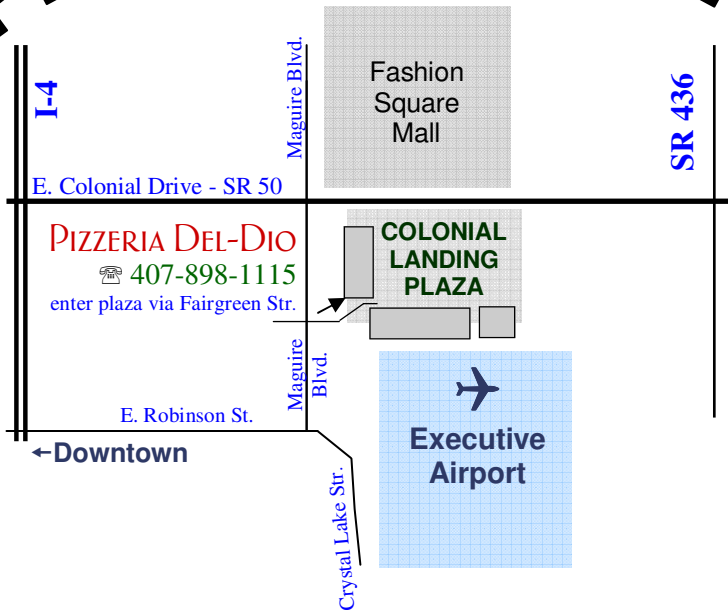 I-4
Maguire Blvd.
Fashion
Square
Mall
SR 436
E. Colonial Drive - SR 50
PIZZERIA DEL-DIO
☎ 407-898-1115
enter plaza via Fairgreen Str.
COLONIAL
LANDING
PLAZA
Maguire
Blvd.
E. Robinson St.
←Downtown
Executive
Airport
Crystal Lake Str.